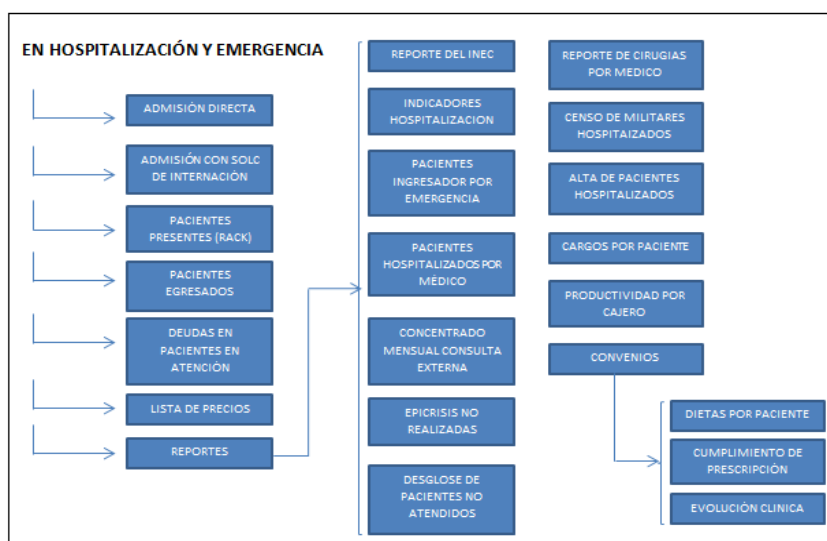 EN HOSPITALIZACIÓN Y EMERGENCIA
ADMISIÓN DIRECTA
ADMISIÓN CON SOLC
DE INTERNACIÓN
PACIENTES
PRESENTES (RACK)
PACIENTES
EGRESADOS
DEUDAS EN
PACIENTES EN
ATENCIÓN
LISTA DE PRECIOS
REPORTES
REPORTE DEL INEC
INDICADORES
HOSPITALIZACION
PACIENTES
INGRESADOR POR
EMERGENCIA
PACIENTES
HOSPITALIZADOS POR
MÉDICO
CONCENTRADO
MENSUAL CONSULTA
EXTERNA
EPICRISIS NO
REALIZADAS
DESGLOSE DE
PACIENTES NO
ATENDIDOS
REPORTE DE CIRUGIAS
POR MEDICO
CENSO DE MILITARES
HOSPITAIZADOS
ALTA DE PACIENTES
HOSPITALIZADOS
CARGOS POR PACIENTE
PRODUCTIVIDAD POR
CAJERO
CONVENIOS
DIETAS POR PACIENTE
CUMPLIMIENTO DE
PRESCRIPCIÓN
EVOLUCIÓN CLINICA